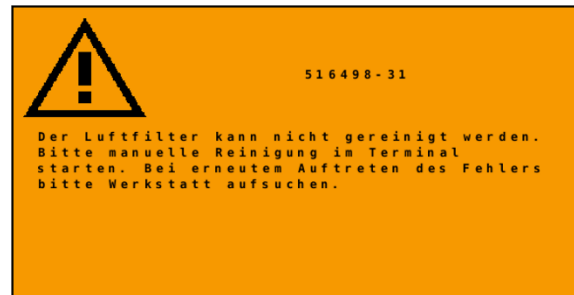 516498-31
Der Luftfilter kann nicht gereinigt werden.
Bitte manuelle Reinigung im Terminal
starten. Bei erneutem Auftreten des Fehlers
bitte Werkstatt aufsuchen.